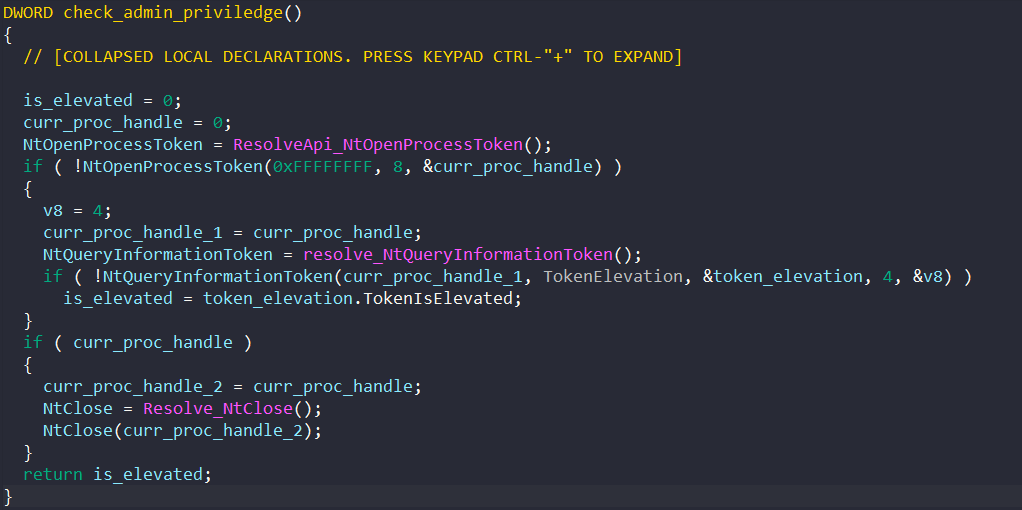 DWORD check_admin_priviledge()
{
// [COLLAPSED LOCAL DECLARATIONS. PRESS KEYPAD CTRL-"+" TO EXPAND]
is_elevated = 0;
curr_proc_handle = 0;
NtOpenProcessToken = ResolveApi_NtOpenProcessToken();
if ( !NtOpenProcessToken(0xFFFFFFFF, 8, &curr_proc_handle) )
{
v8 = 4;
curr_proc_handle_1 = curr_proc_handle;
NtQueryInformationToken = resolve_NtQueryInformationToken();
if ( !NtQueryInformationToken(curr_proc_handle_1, TokenElevation, &token_elevation, 4, &v8) )
is_elevated = token_elevation.TokenIsElevated;
}
if ( curr_proc_handle )
{
curr_proc_handle_2 = curr_proc_handle;
NtClose = Resolve_NtClose();
NtClose(curr_proc_handle_2);
}
return is_elevated;
}